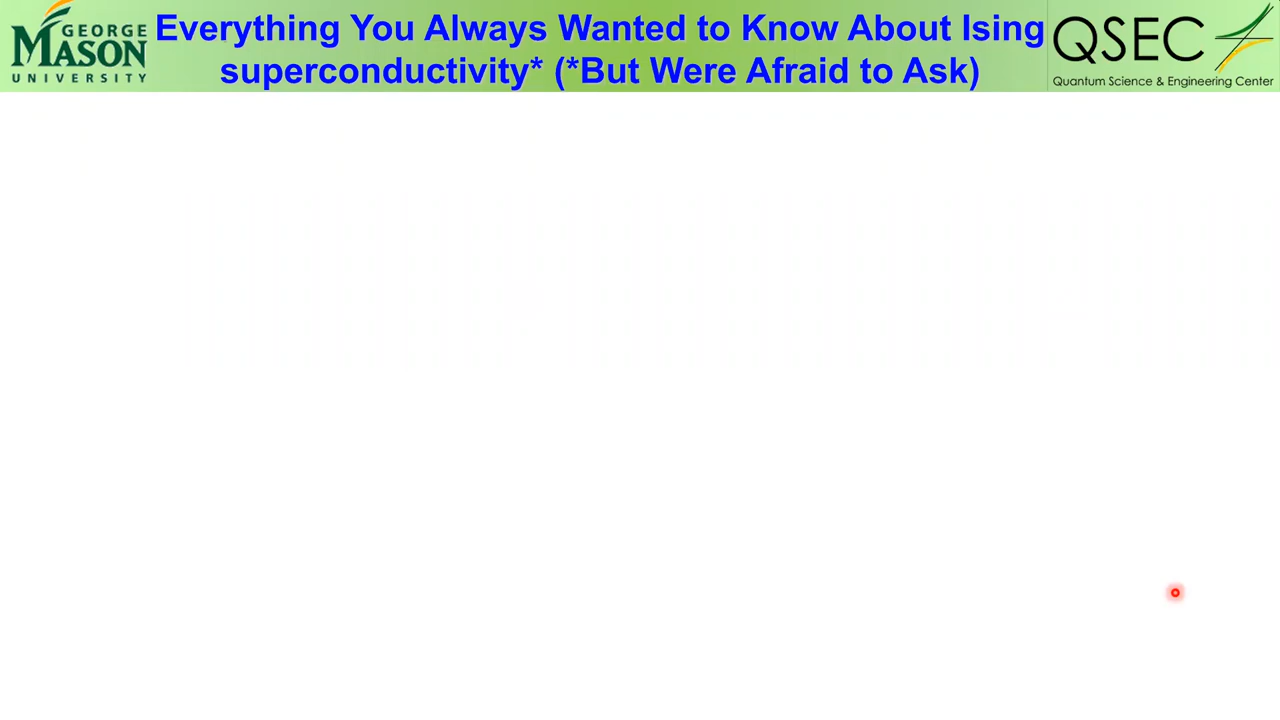 GEORGE
MASON
UNIVERSITY
Everything You Always Wanted to Know About Ising
superconductivity* (*But Were Afraid to Ask)
QSEC
Quantum Science & Engineering Center